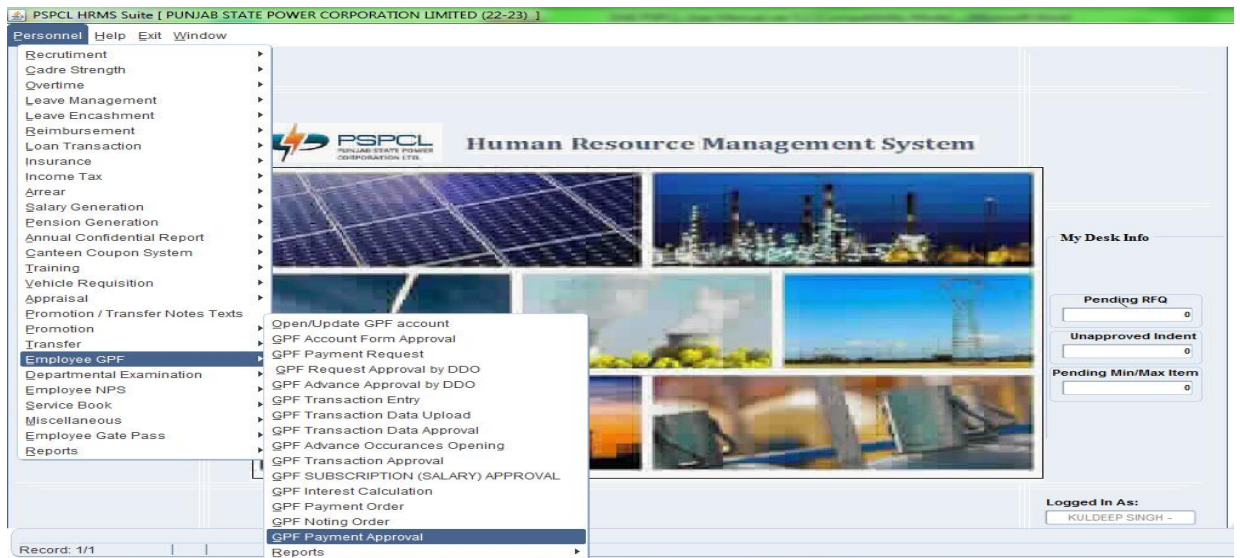 PSPCL HRMS Suite [ PUNJAB STATE POWER CORPORATION LIMITED (22-23) ]
Personnel Help Exit Window
Recrutiment
Cadre Strength
Overtime
Leave Management
Leave Encashment
Reimbursement
Loan Transaction
Insurance
Income Tax
Arrear
Salary Generation
Pension Generation
Annual Confidential Report
Canteen Coupon System
Training
Vehicle Requisition
Appraisal
Promotion / Transfer Notes Texts
Promotion
Transfer
Employee GPF
Departmental Examination
Employee NPS
Service Book
Miscellaneous
Employee Gate Pass
Reports
Open/Update GPF account
GPF Account Form Approval
GPF Payment Request
GPF Request Approval by DDO
GPF Advance Approval by DDO
GPF Transaction Entry
GPF Transaction Data Upload
GPF Transaction Data Approval
GPF Advance Occurances Opening
GPF Transaction Approval
GPF SUBSCRIPTION (SALARY) APPROVAL
GPF Interest Calculation
GPF Payment Order
GPF Noting Order
GPF Payment Approval
Reports
PSPCL
PUNJAB STATE POWER
CORPORATION LTD.
Human Resource Management System
My Desk Info
Pending RFQ
0
Unapproved Indent
0
Pending Min/Max Item
0
Logged In As:
KULDEEP SINGH -
Record: 1/1